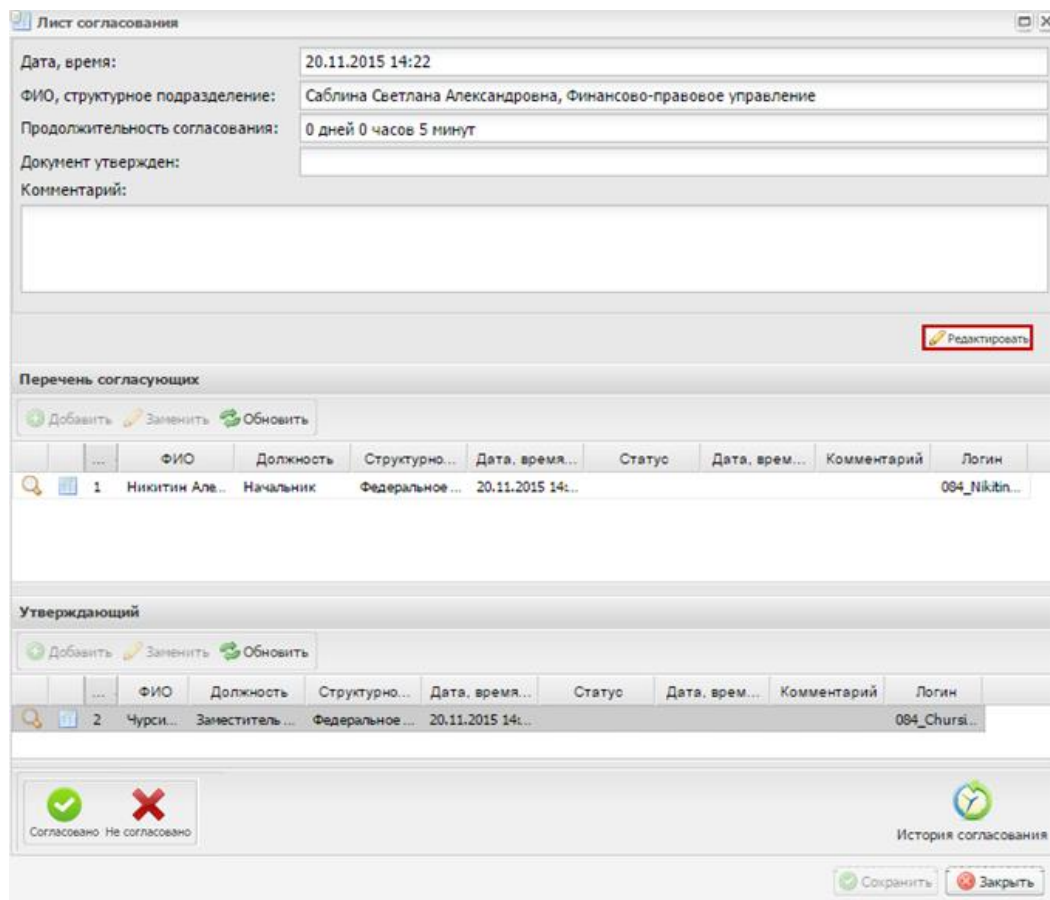 Лист согласования
Дата, время: 20.11.2015 14:22
ФИО, структурное подразделение: Саблина Светлана Александровна, Финансово-правовое управление
Продолжительность согласования: 0 дней 0 часов 5 минут
Документ утвержден:
Комментарий:
Редактировать
Перечень согласующих
Добавить Заменить Обновить
... ФИО Должность Структурно... Дата, время... Статус Дата, врем... Комментарий Логин
1 Никитин Але... Начальник Федеральное ... 20.11.2015 14:... 084_Nikitin...
Утверждающий
Добавить Заменить Обновить
... ФИО Должность Структурно... Дата, время... Статус Дата, врем... Комментарий Логин
2 Чурси... Заместитель ... Федеральное ... 20.11.2015 14:... 084_Chursi...
Согласовано Не согласовано
История согласования
Сохранить Закрыть